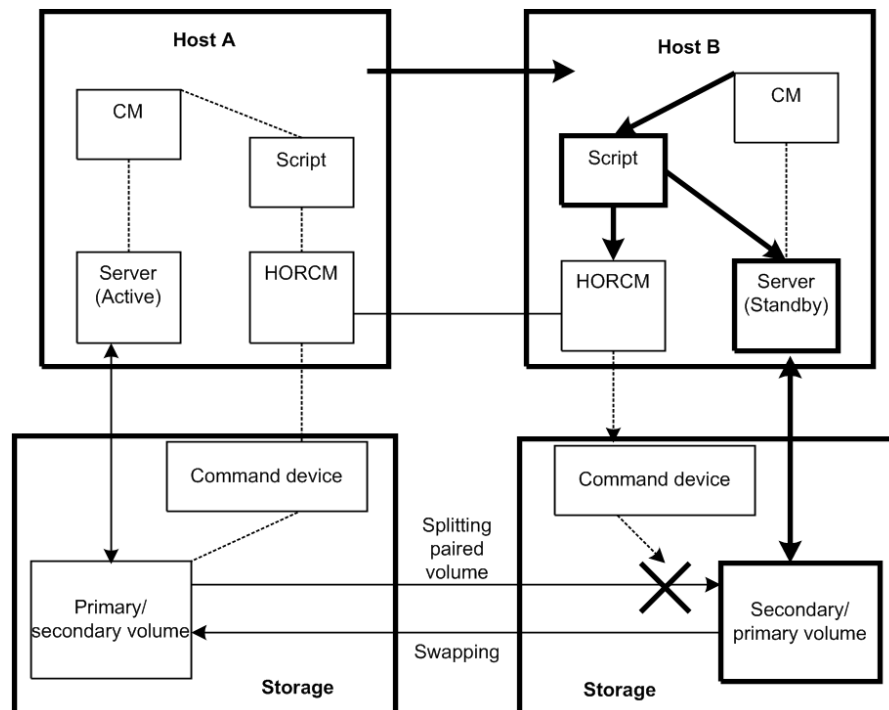 Host A
CM
Script
Server
(Active)
HORCM
Host B
CM
Script
HORCM
Server
(Standby)
Command device
Command device
Splitting
paired
volume
Primary/
secondary volume
Secondary/
primary volume
Swapping
Storage
Storage